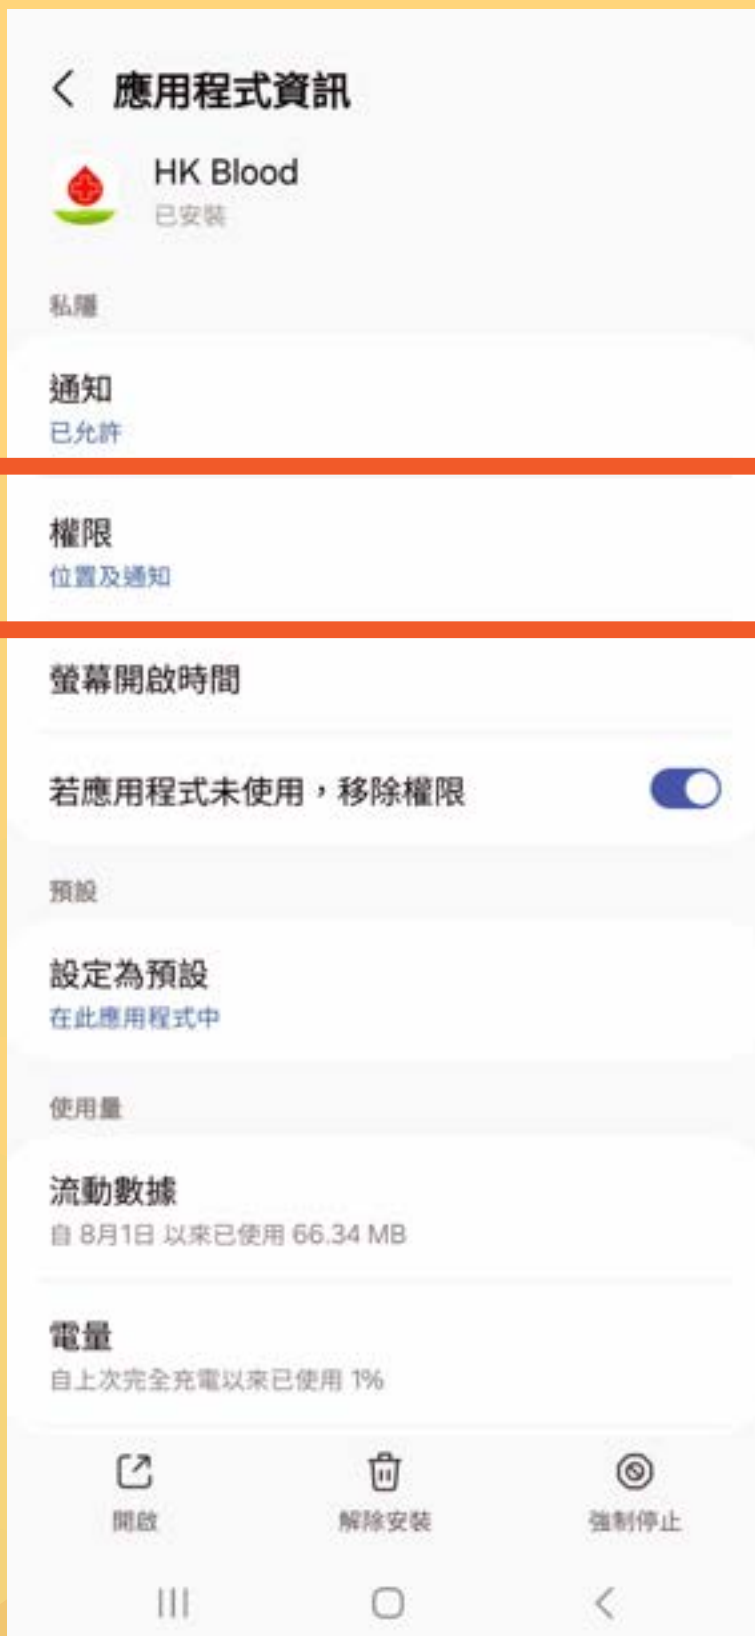 應用程式資訊
HK Blood
已安裝
私隱
通知
已允許
權限
位置及通知
螢幕開啟時間
若應用程式未使用，移除權限
預設
設定為預設
在此應用程式中
使用量
流動數據
自 8月1日 以來已使用 66.34 MB
電量
自上次完全充電以來已使用 1%
開啟
解除安裝
強制停止